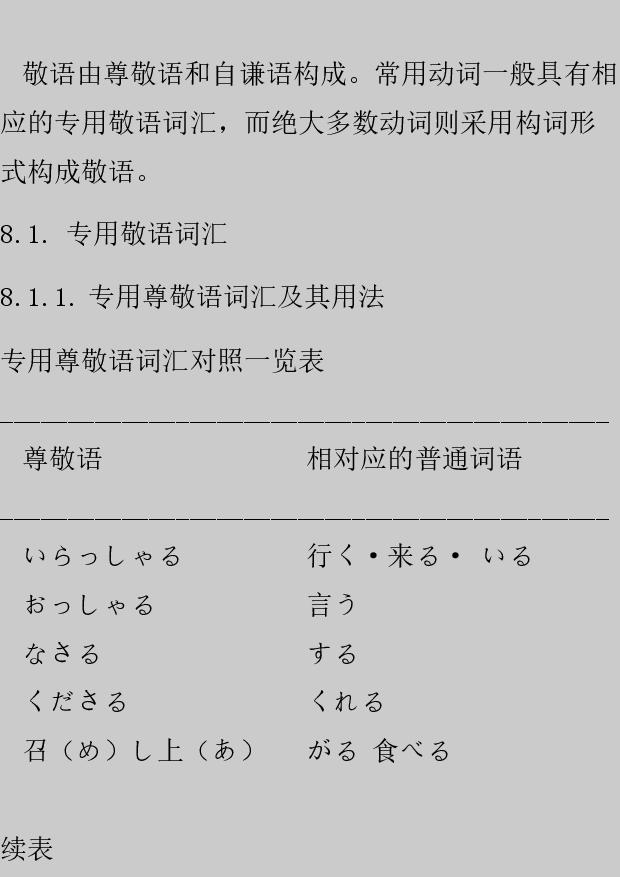 敬语由尊敬语和自谦语构成。常用动词一般具有相
应的专用敬语词汇，而绝大多数动词则采用构词形
式构成敬语。
8.1. 专用敬语词汇
8.1.1. 专用尊敬语词汇及其用法
专用尊敬语词汇对照一览表
尊敬语 相对应的普通词语
いらっしゃる 行く・来る・ いる
おっしゃる 言う
なさる する
くださる くれる
召（め）し上（あ） がる 食べる
续表